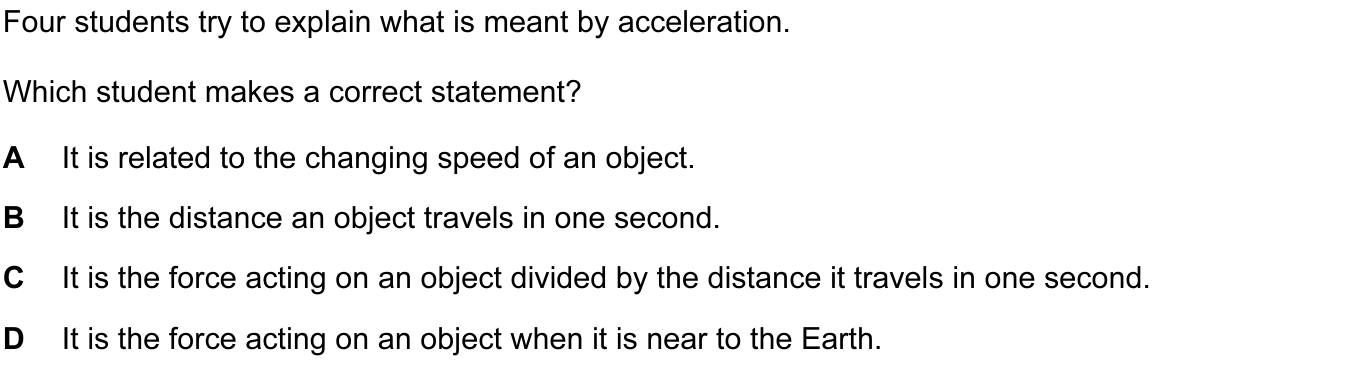 Four students try to explain what is meant by acceleration.
Which student makes a correct statement?
A It is related to the changing speed of an object.
B It is the distance an object travels in one second.
C It is the force acting on an object divided by the distance it travels in one second.
D It is the force acting on an object when it is near to the Earth.